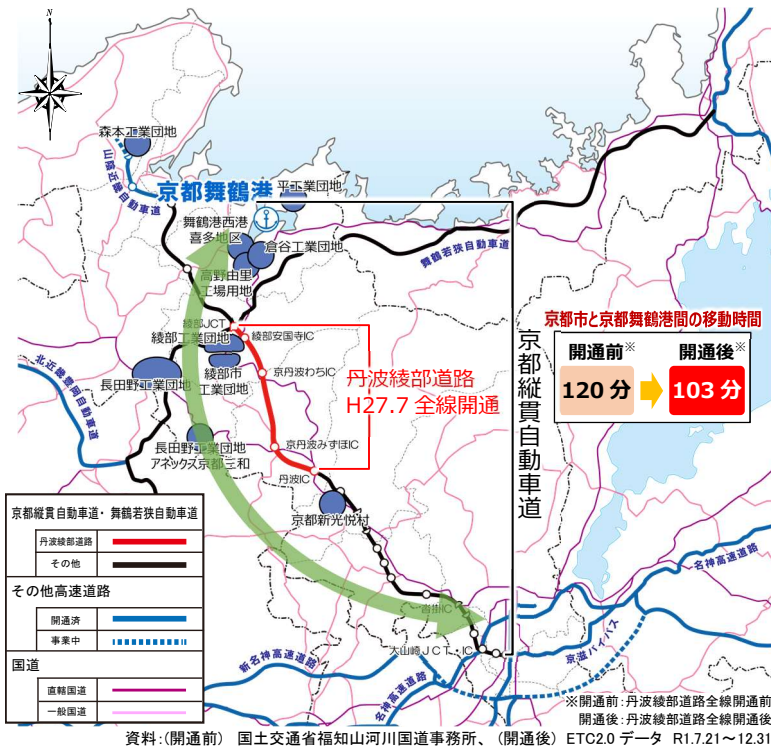 N
森本工業団地
山陰近畿自動車道
京都舞鶴港
平工業団地
舞鶴港西港
喜多地区
倉谷工業団地
高野由里
工場用地
舞鶴若狭自動車道
綾部JCT
綾部安国寺IC
綾部工業団地
綾部市
工業団地
京丹波わちIC
長田野工業団地
北近畿豊岡自動車道
丹波綾部道路
H27.7 全線開通
長田野工業団地
アネックス京都三和
京丹波みずほIC
丹波IC
京都新光悦村
京都縦貫自動車道
京都市と京都舞鶴港間の移動時間
開通前※
開通後※
120 分
103 分
沓掛IC
大山崎JCT・IC
新名神高速道路
名神高速道路
京滋バイパス
名神高速道路
京都縦貫自動車道・ 舞鶴若狭自動車道
丹波綾部道路
その他
その他高速道路
開通済
事業中
国道
直轄国道
一般国道
※開通前:丹波綾部道路全線開通前
開通後:丹波綾部道路全線開通後
資料:(開通前) 国土交通省福知山河川国道事務所、(開通後) ETC2.0 データ R1.7.21~12.31